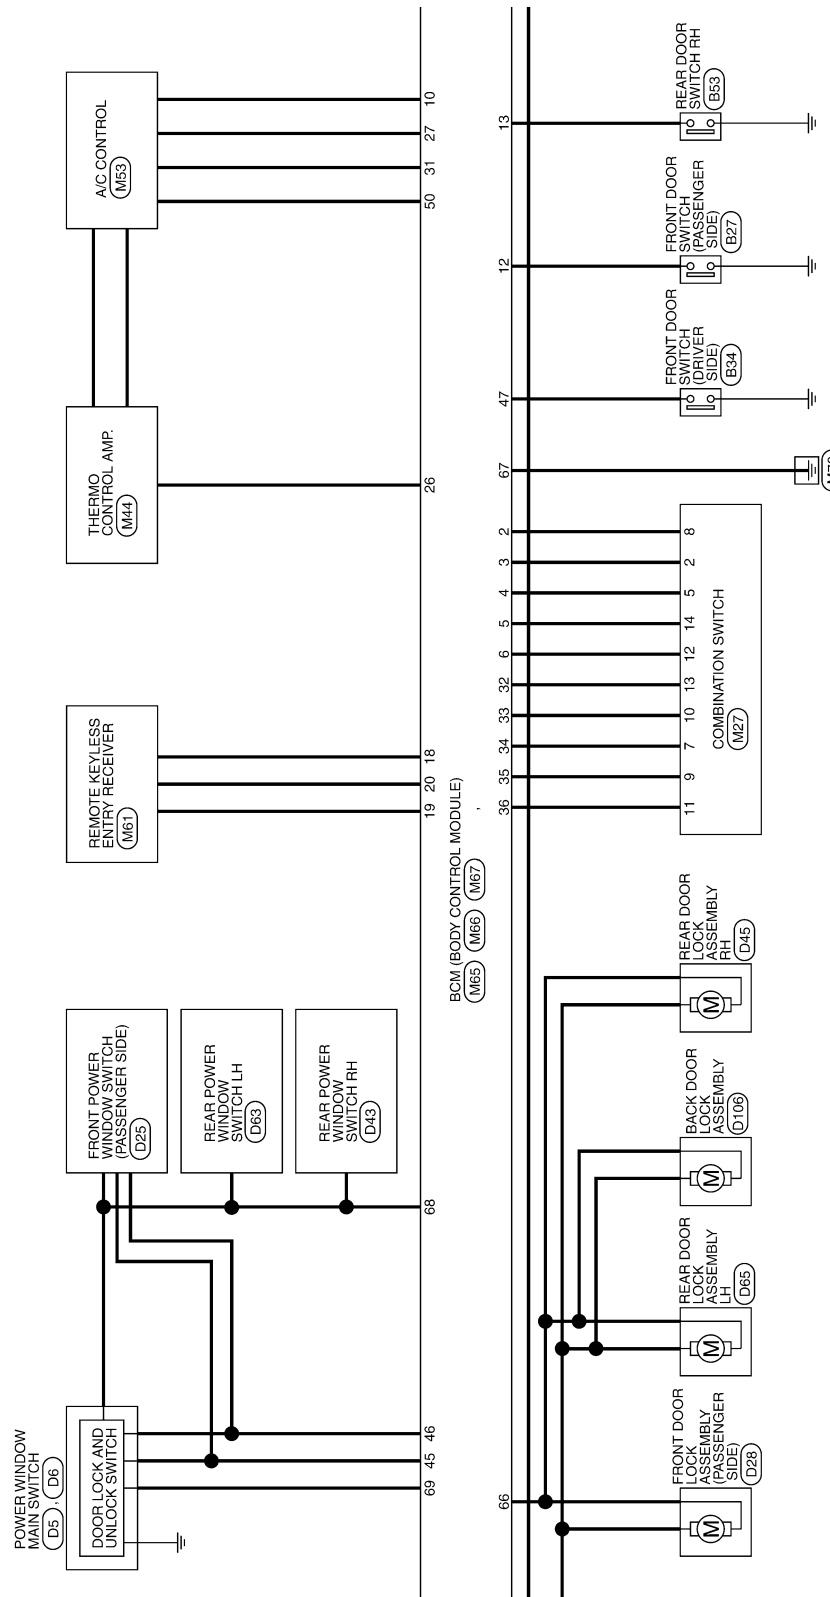 A/C CONTROL
M53
10
27
31
50
THERMO
CONTROL AMP.
M44
26
REMOTE KEYLESS
ENTRY RECEIVER
M61
18
20
19
FRONT POWER
WINDOW SWITCH
(PASSENGER SIDE)
D25
REAR POWER
WINDOW
SWITCH LH
D63
REAR POWER
WINDOW
SWITCH RH
D43
68
POWER WINDOW
MAIN SWITCH
D5 , D6
DOOR LOCK AND
UNLOCK SWITCH
46
45
69
BCM (BODY CONTROL MODULE)
M65 M66 , M67
REAR DOOR
SWITCH RH
B53
13
FRONT DOOR
SWITCH
(PASSENGER
SIDE)
B27
12
FRONT DOOR
SWITCH
(DRIVER
SIDE)
B34
47
67
2
3
4
5
6
32
33
34
35
36
8
2
5
14
12
13
10
7
9
11
COMBINATION SWITCH
M27
REAR DOOR
LOCK
ASSEMBLY
RH
D45
M
BACK DOOR
LOCK
ASSEMBLY
D106
M
REAR DOOR
LOCK
ASSEMBLY
LH
D65
M
FRONT DOOR
LOCK
ASSEMBLY
(PASSENGER
SIDE)
D28
M
66